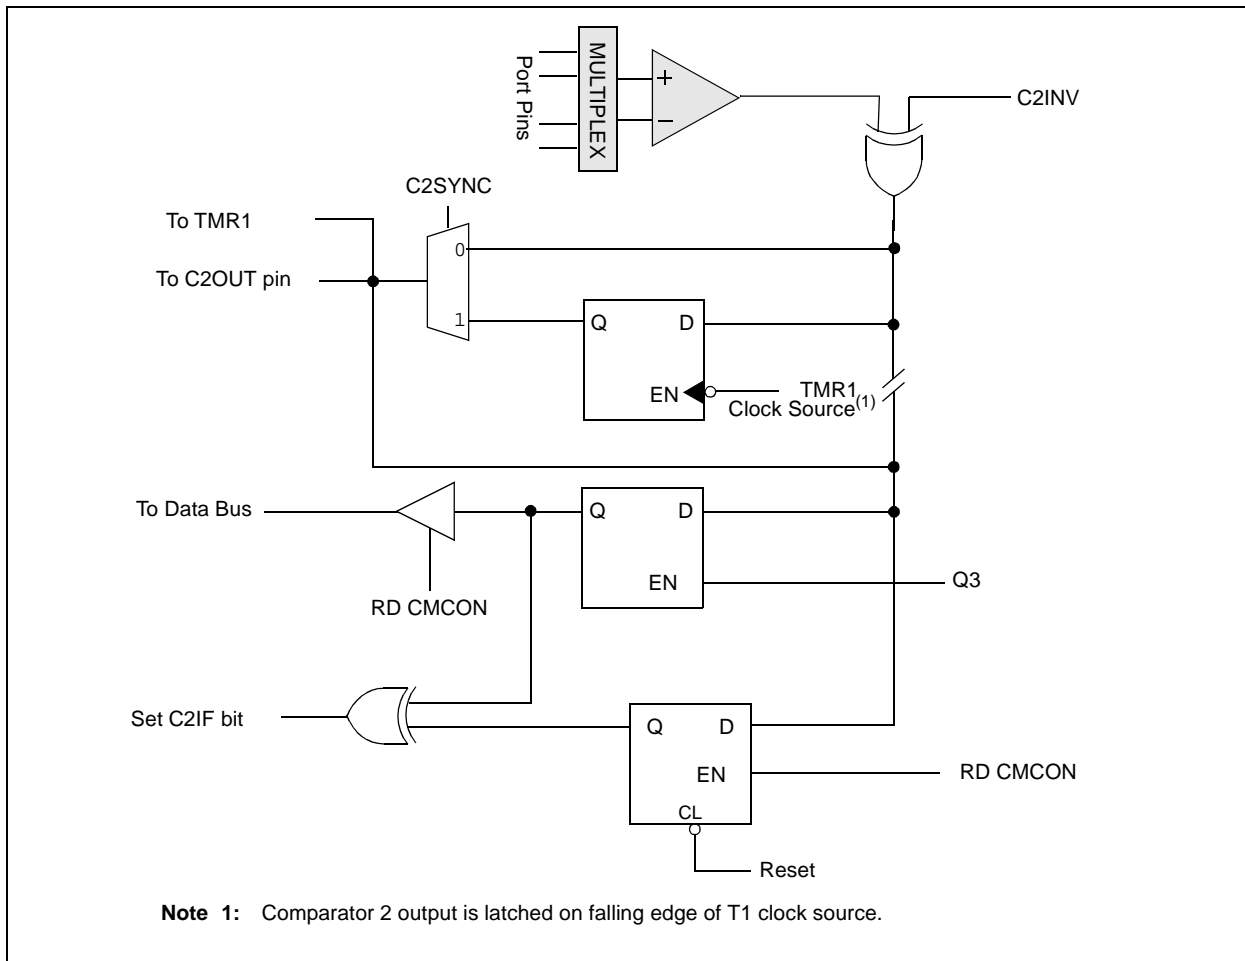 MULTIPLEX
Port Pins
+
−
C2INV
C2SYNC
To TMR1
0
To C2OUT pin
1
Q
D
EN
TMR1
Clock Source(1)
To Data Bus
Q
D
EN
Q3
RD CMCON
Set C2IF bit
Q
D
EN
RD CMCON
CL
Reset
Note 1: Comparator 2 output is latched on falling edge of T1 clock source.